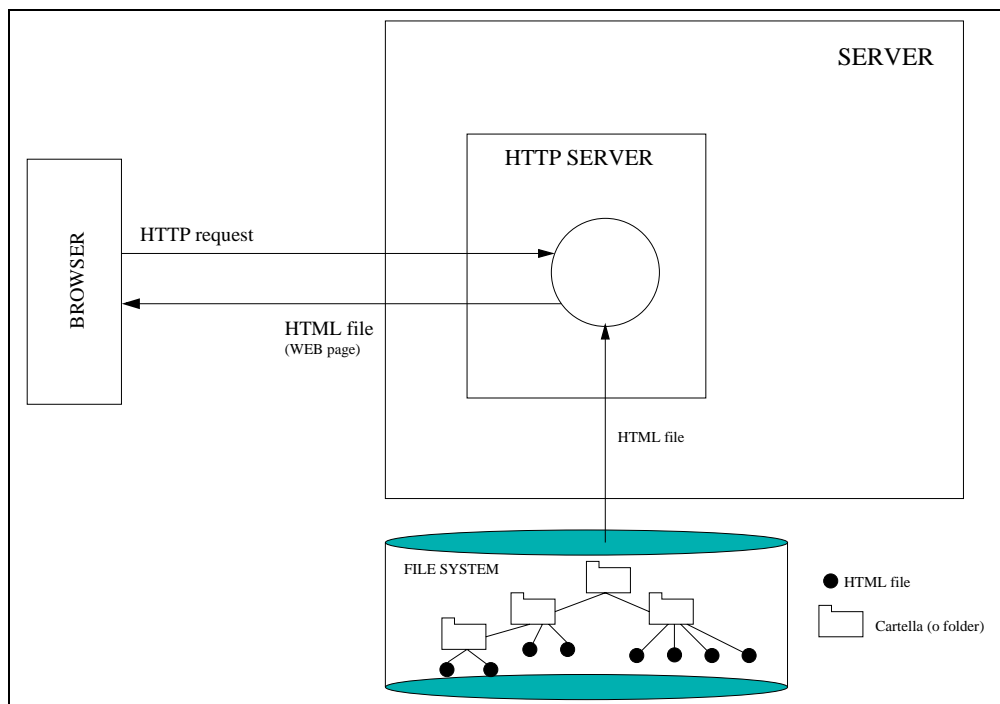 SERVER
HTTP SERVER
BROWSER
HTTP request
HTML file
(WEB page)
HTML file
FILE SYSTEM
HTML file
Cartella (o folder)